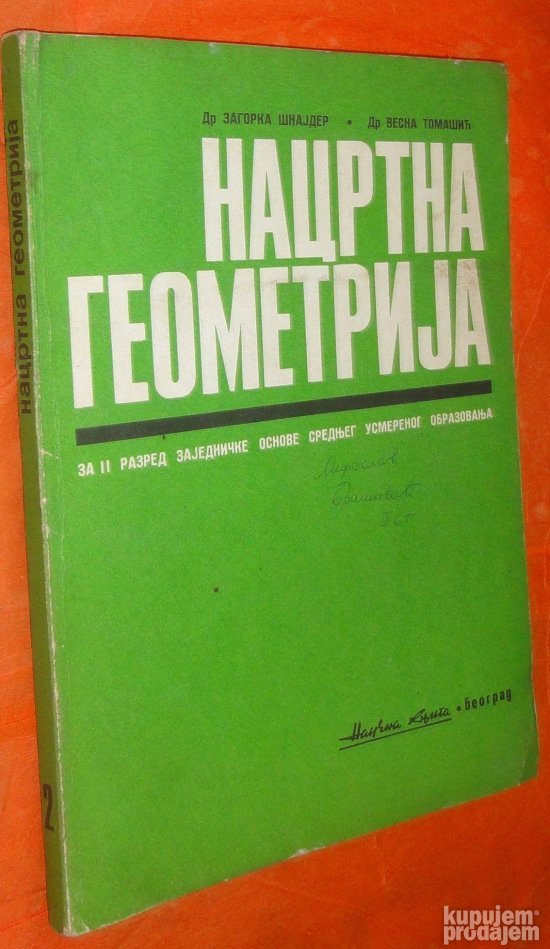 Др ЗАГОРКА ШНАЈДЕР • Др ВЕСНА ТОМАШИЋ
НАЦРТНА
ГЕОМЕТРИЈА
ЗА II РАЗРЕД ЗАЈЕДНИЧКЕ ОСНОВЕ СРЕДЊЕГ УСМЕРЕНОГ ОБРАЗОВАЊА
Мирослав
Научна књига • Београд
нацртна геометрија
2
kupujem
prodajem